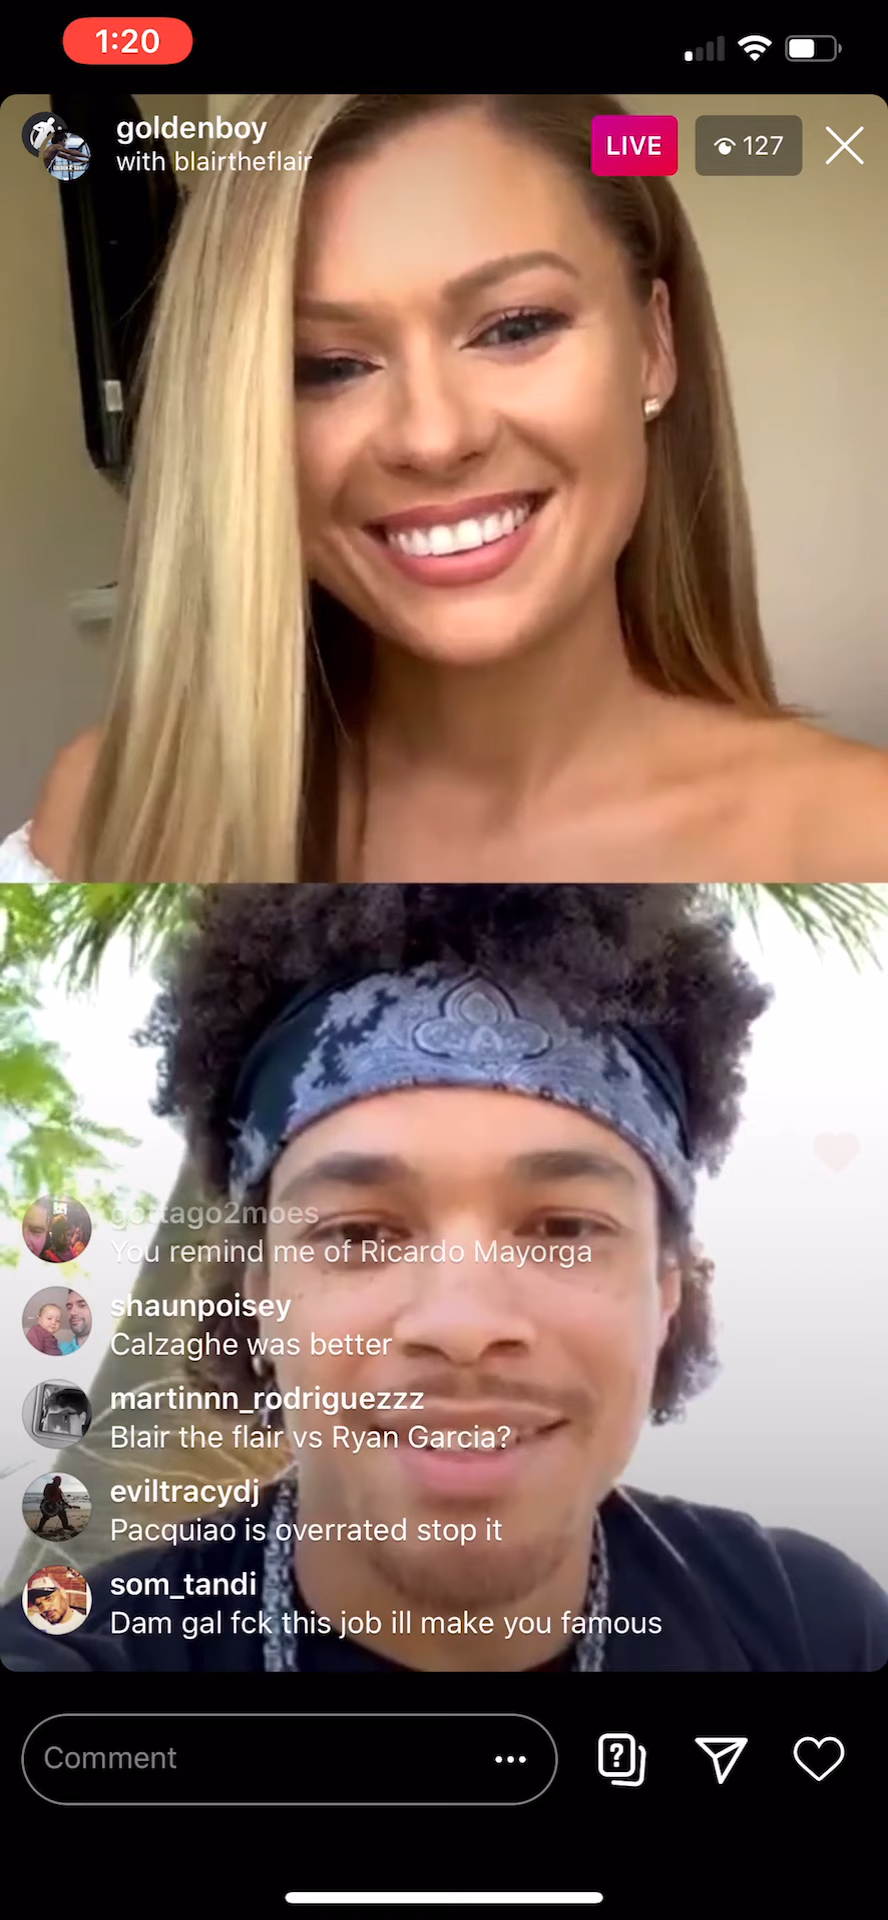 1:20
goldenboy
with blairtheflair
LIVE
127
gottago2moes
You remind me of Ricardo Mayorga
shaunpoisey
Calzaghe was better
martinnn_rodriguezzz
Blair the flair vs Ryan Garcia?
eviltracydj
Pacquiao is overrated stop it
som_tandi
Dam gal fck this job ill make you famous
Comment
?